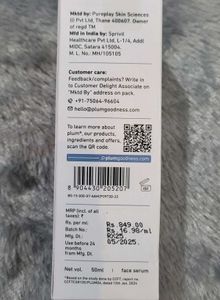 Mktd by: Pureplay Skin Sciences
(I) Pvt Ltd, Thane 400607. Owner
of regd TM
Mfd in India by: Sprivil
Healthcare Pvt Ltd, L-1/4, Addl
MIDC, Satara 415004.
M. L. No.: MH/105105
Customer care:
Feedback/complaints? Write in
to Customer Delight Associate on
"Mktd By" address on pack.
+91-75064-96604
hello@plumgoodness.com
To learn more about
plum®, our products,
ingredients and offers,
scan the QR code.
plumgoodness.com
8 904430 205207
MRP (incl. of all
taxes) ₹
Rs per ml:
Batch No.:
Mfg. Dt.:
Use before 24
months from
Mfg. Dt.
Rs. 849.00
Rs 16.98/ml
RX25
05/2025.
Net. vol. 50ml face serum